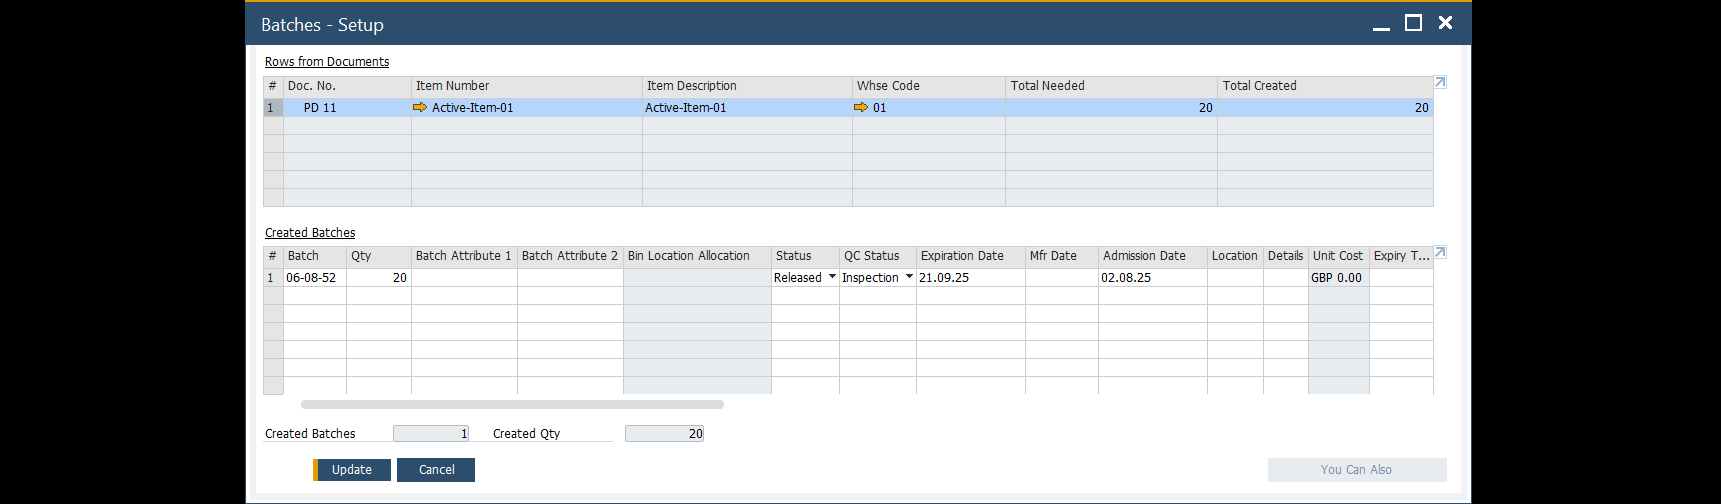 Batches - Setup
Rows from Documents
# Doc. No. Item Number Item Description Whse Code Total Needed Total Created
1 PD 11 Active-Item-01 Active-Item-01 01 20 20
Created Batches
# Batch Qty Batch Attribute 1 Batch Attribute 2 Bin Location Allocation Status QC Status Expiration Date Mfr Date Admission Date Location Details Unit Cost Expiry T...
1 06-08-52 20 Released Inspection 21.09.25 02.08.25 GBP 0.00
Created Batches 1 Created Qty 20
Update Cancel You Can Also